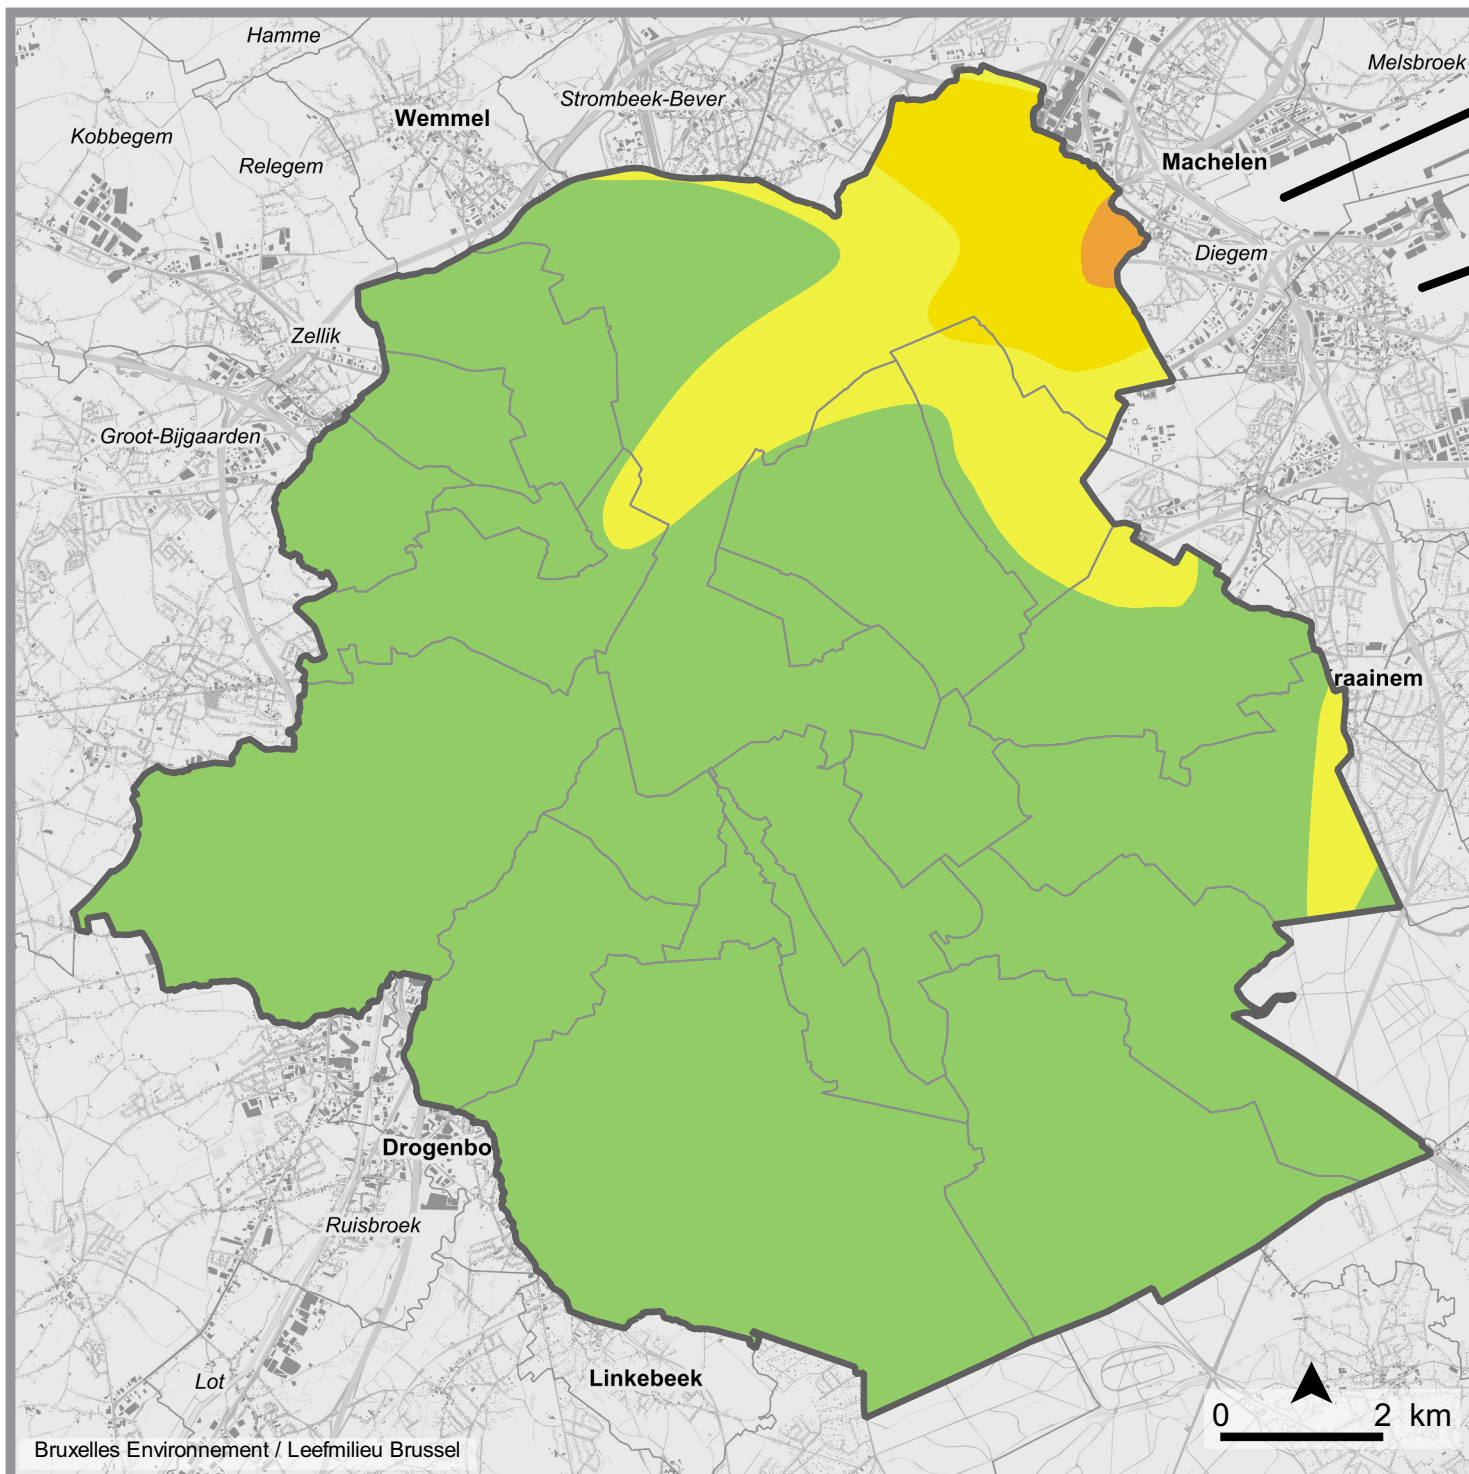 Hamme
Melsbroek
Strombeek-Bever
Wemmel
Kobbegem
Relegem
Machelen
Diegem
Zellik
Groot-Bijgaarden
raainem
Drogenbo
Ruisbroek
Linkebeek
Lot
0 2 km
Bruxelles Environnement / Leefmilieu Brussel